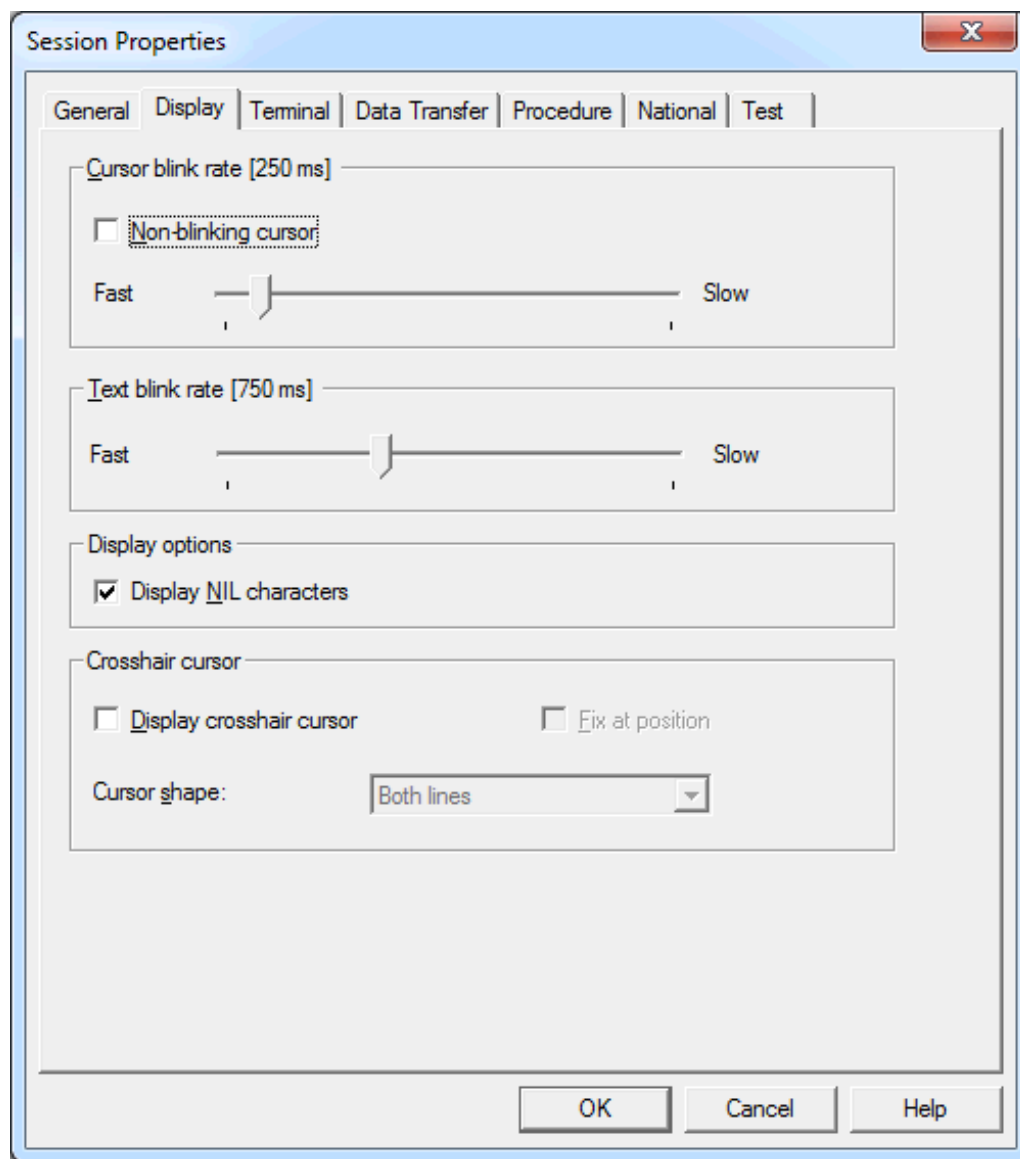 Session Properties
General Display Terminal Data Transfer Procedure National Test
Cursor blink rate [250 ms]
Non-blinking cursor
Fast Slow
Text blink rate [750 ms]
Fast Slow
Display options
Display NIL characters
Crosshair cursor
Display crosshair cursor Fix at position
Cursor shape: Both lines
OK Cancel Help